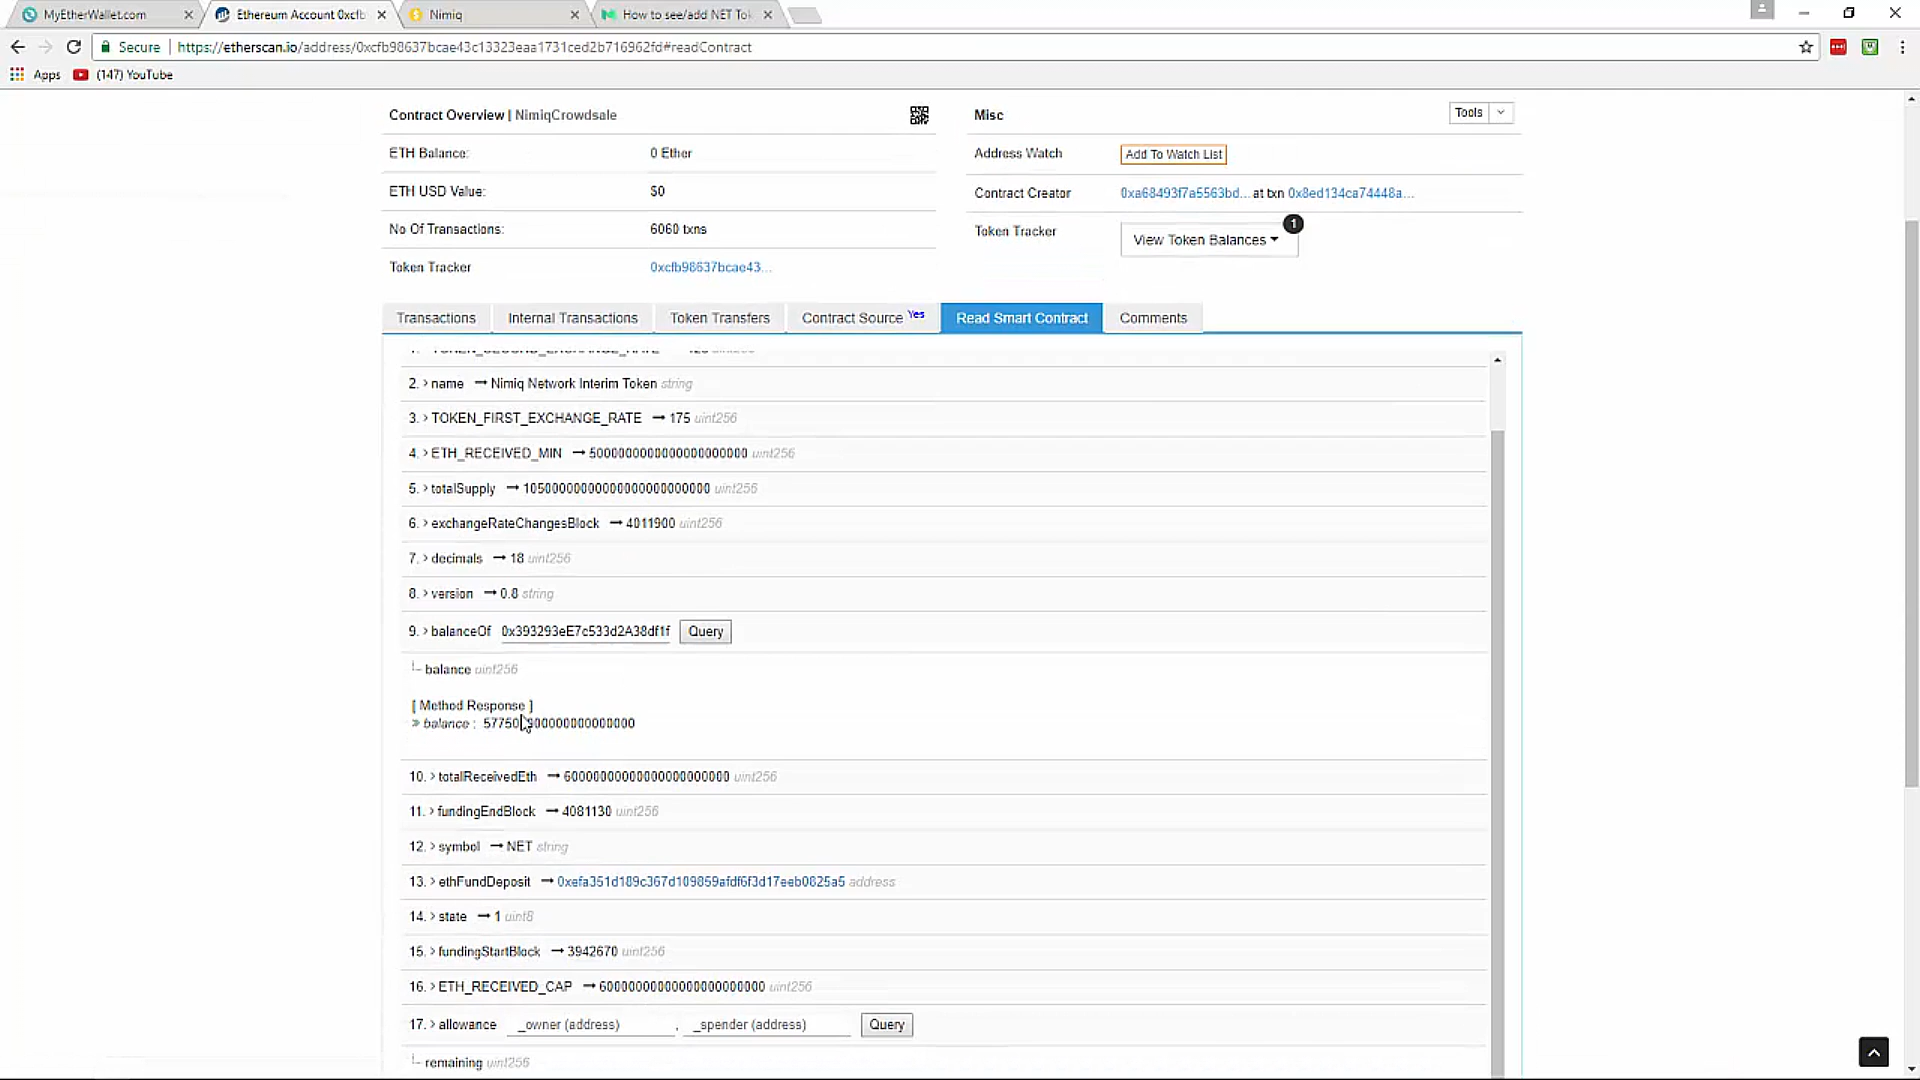 MyEtherWallet.com
Ethereum Account 0xcfb
Nimiq
How to see/add NET Tok
Secure
https://etherscan.io/address/0xcfb98637bcae43c13323eaa1731ced2b716962fd#readContract
Apps
(147) YouTube
Contract Overview | NimiqCrowdsale
Misc
Tools
ETH Balance:
0 Ether
Address Watch
Add To Watch List
ETH USD Value:
$0
Contract Creator
0xa68493f7a5563bd... at txn 0x8ed134ca74448a...
No Of Transactions:
6060 txns
Token Tracker
View Token Balances
1
Token Tracker
0xcfb98637bcae43...
Transactions
Internal Transactions
Token Transfers
Contract Source Yes
Read Smart Contract
Comments
1. TOKEN_SECOND_EXCHANGE_RATE uint256
2. > name ➞ Nimiq Network Interim Token string
3. > TOKEN_FIRST_EXCHANGE_RATE ➞ 175 uint256
4. > ETH_RECEIVED_MIN ➞ 5000000000000000000000 uint256
5. > totalSupply ➞ 10500000000000000000000000 uint256
6. > exchangeRateChangesBlock ➞ 4011900 uint256
7. > decimals ➞ 18 uint256
8. > version ➞ 0.8 string
9. > balanceOf 0x393293eE7c533d2A38df1f Query
balance uint256
[ Method Response ]
» balance :
10. > totalReceivedEth ➞ 60000000000000000000000 uint256
11. > fundingEndBlock ➞ 4081130 uint256
12. > symbol ➞ NET string
13. > ethFundDeposit ➞ 0xefa351d189c367d109859afdf6f3d17eeb0825a5 address
14. > state ➞ 1 uint8
15. > fundingStartBlock ➞ 3942670 uint256
16. > ETH_RECEIVED_CAP ➞ 60000000000000000000000 uint256
17. > allowance _owner (address) , _spender (address) Query
remaining uint256